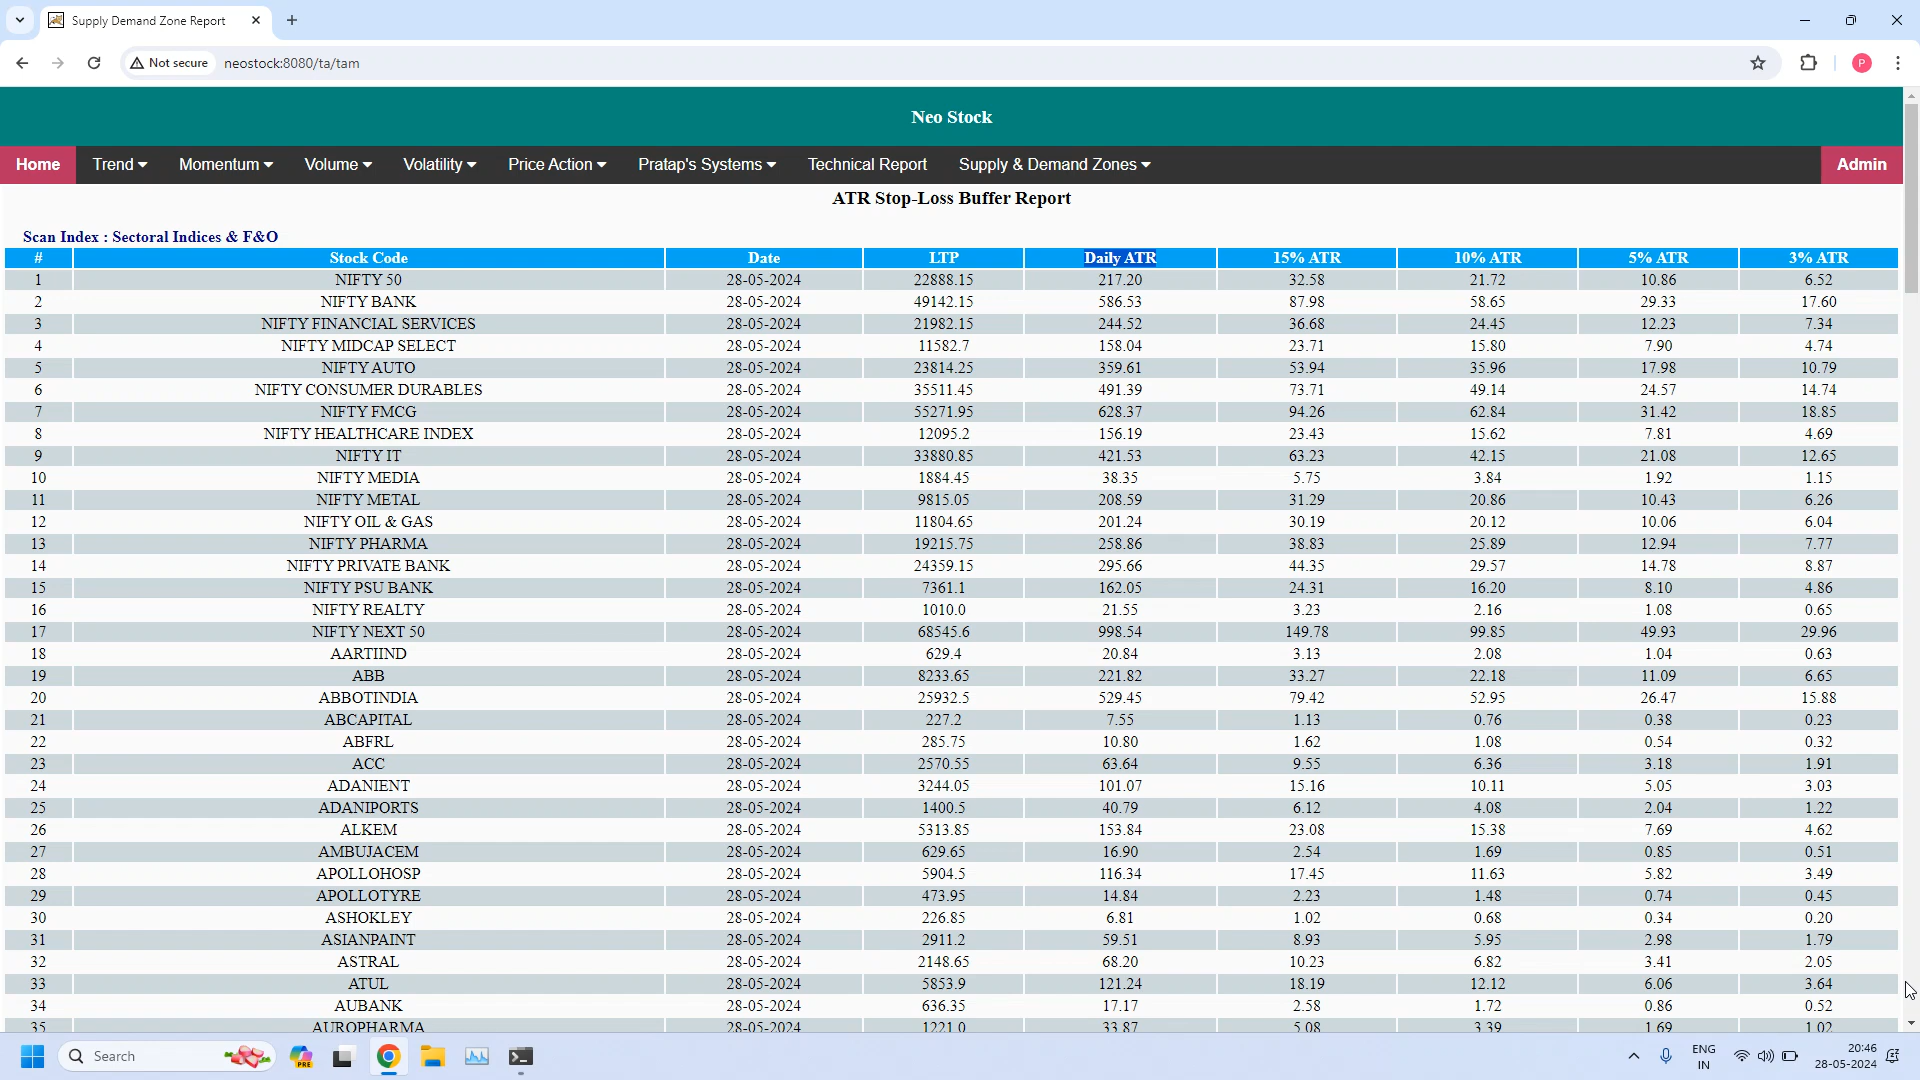 Supply Demand Zone Report
Not secure
neostock:8080/ta/tam
P
Neo Stock
Home Trend Momentum Volume Volatility Price Action Pratap's Systems Technical Report Supply & Demand Zones Admin
ATR Stop-Loss Buffer Report
Scan Index : Sectoral Indices & F&O
# Stock Code Date LTP Daily ATR 15% ATR 10% ATR 5% ATR 3% ATR
1 NIFTY 50 28-05-2024 22888.15 217.20 32.58 21.72 10.86 6.52
2 NIFTY BANK 28-05-2024 49142.15 586.53 87.98 58.65 29.33 17.60
3 NIFTY FINANCIAL SERVICES 28-05-2024 21982.15 244.52 36.68 24.45 12.23 7.34
4 NIFTY MIDCAP SELECT 28-05-2024 11582.7 158.04 23.71 15.80 7.90 4.74
5 NIFTY AUTO 28-05-2024 23814.25 359.61 53.94 35.96 17.98 10.79
6 NIFTY CONSUMER DURABLES 28-05-2024 35511.45 491.39 73.71 49.14 24.57 14.74
7 NIFTY FMCG 28-05-2024 55271.95 628.37 94.26 62.84 31.42 18.85
8 NIFTY HEALTHCARE INDEX 28-05-2024 12095.2 156.19 23.43 15.62 7.81 4.69
9 NIFTY IT 28-05-2024 33880.85 421.53 63.23 42.15 21.08 12.65
10 NIFTY MEDIA 28-05-2024 1884.45 38.35 5.75 3.84 1.92 1.15
11 NIFTY METAL 28-05-2024 9815.05 208.59 31.29 20.86 10.43 6.26
12 NIFTY OIL & GAS 28-05-2024 11804.65 201.24 30.19 20.12 10.06 6.04
13 NIFTY PHARMA 28-05-2024 19215.75 258.86 38.83 25.89 12.94 7.77
14 NIFTY PRIVATE BANK 28-05-2024 24359.15 295.66 44.35 29.57 14.78 8.87
15 NIFTY PSU BANK 28-05-2024 7361.1 162.05 24.31 16.20 8.10 4.86
16 NIFTY REALTY 28-05-2024 1010.0 21.55 3.23 2.16 1.08 0.65
17 NIFTY NEXT 50 28-05-2024 68545.6 998.54 149.78 99.85 49.93 29.96
18 AARTIIND 28-05-2024 629.4 20.84 3.13 2.08 1.04 0.63
19 ABB 28-05-2024 8233.65 221.82 33.27 22.18 11.09 6.65
20 ABBOTINDIA 28-05-2024 25932.5 529.45 79.42 52.95 26.47 15.88
21 ABCAPITAL 28-05-2024 227.2 7.55 1.13 0.76 0.38 0.23
22 ABFRL 28-05-2024 285.75 10.80 1.62 1.08 0.54 0.32
23 ACC 28-05-2024 2570.55 63.64 9.55 6.36 3.18 1.91
24 ADANIENT 28-05-2024 3244.05 101.07 15.16 10.11 5.05 3.03
25 ADANIPORTS 28-05-2024 1400.5 40.79 6.12 4.08 2.04 1.22
26 ALKEM 28-05-2024 5313.85 153.84 23.08 15.38 7.69 4.62
27 AMBUJACEM 28-05-2024 629.65 16.90 2.54 1.69 0.85 0.51
28 APOLLOHOSP 28-05-2024 5904.5 116.34 17.45 11.63 5.82 3.49
29 APOLLOTYRE 28-05-2024 473.95 14.84 2.23 1.48 0.74 0.45
30 ASHOKLEY 28-05-2024 226.85 6.81 1.02 0.68 0.34 0.20
31 ASIANPAINT 28-05-2024 2911.2 59.51 8.93 5.95 2.98 1.79
32 ASTRAL 28-05-2024 2148.65 68.20 10.23 6.82 3.41 2.05
33 ATUL 28-05-2024 5853.9 121.24 18.19 12.12 6.06 3.64
34 AUBANK 28-05-2024 636.35 17.17 2.58 1.72 0.86 0.52
35 AUROPHARMA 28-05-2024 1221.0 33.87 5.08 3.39 1.69 1.02
Search
PRE
ENG
IN
20:46
28-05-2024